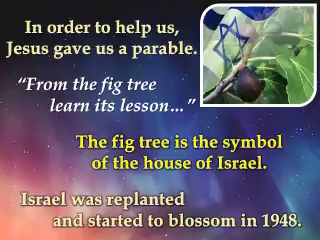 In order to help us,
Jesus gave us a parable.
“From the fig tree
learn its lesson…”
The fig tree is the symbol
of the house of Israel.
Israel was replanted
and started to blossom in 1948.